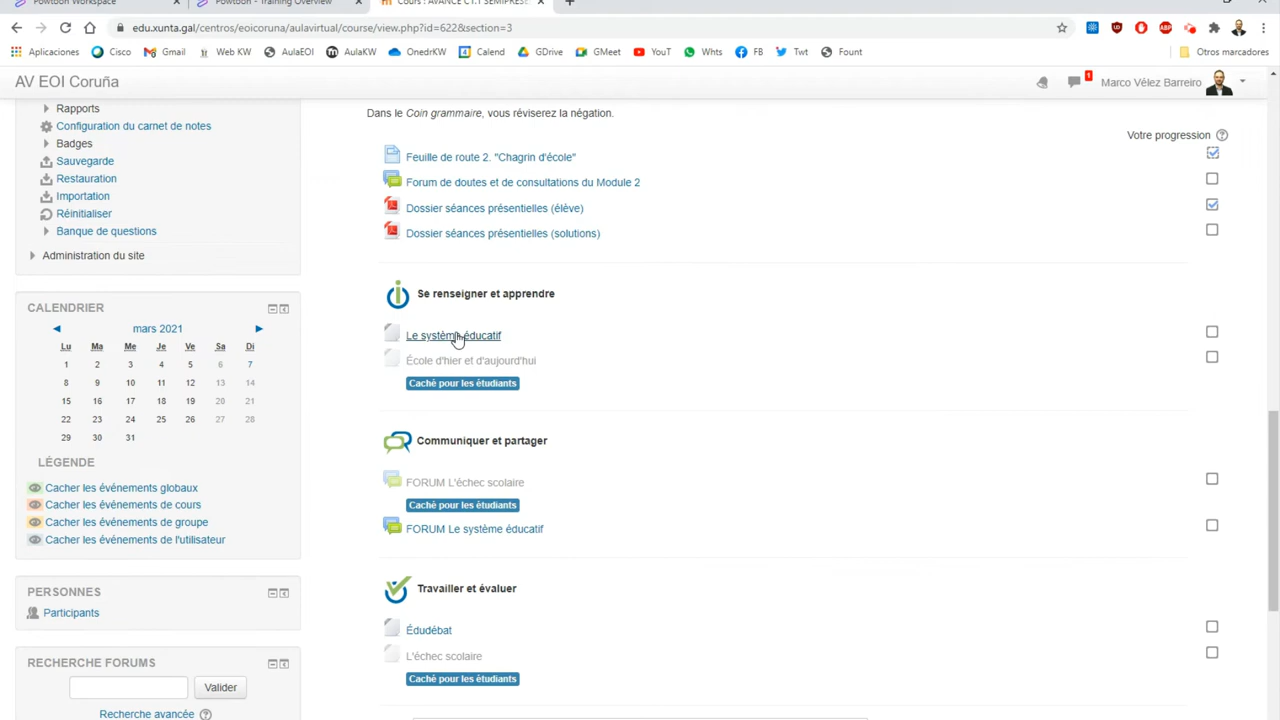 Powtoon Workspace
Powtoon - Training Overview
Cours : AVANCÉ C1.1 SEMIPRÉSE
edu.xunta.gal/centros/eoicoruna/aulavirtual/course/view.php?id=622&section=3
Aplicaciones
Cisco
Gmail
Web KW
AulaEOI
AulaKW
OnedrKW
Calend
GDrive
GMeet
YouT
Whts
FB
Twt
Fount
Otros marcadores
AV EOI Coruña
1
Marco Vélez Barreiro
Rapports
Configuration du carnet de notes
Badges
Sauvegarde
Restauration
Importation
Réinitialiser
Banque de questions
Administration du site
CALENDRIER
mars 2021
Lu Ma Me Je Ve Sa Di
1 2 3 4 5 6 7
8 9 10 11 12 13 14
15 16 17 18 19 20 21
22 23 24 25 26 27 28
29 30 31
LÉGENDE
Cacher les événements globaux
Cacher les événements de cours
Cacher les événements de groupe
Cacher les événements de l'utilisateur
PERSONNES
Participants
RECHERCHE FORUMS
Valider
Recherche avancée
Dans le Coin grammaire, vous réviserez la négation.
Votre progression
Feuille de route 2. "Chagrin d'école"
Forum de doutes et de consultations du Module 2
Dossier séances présentielles (élève)
Dossier séances présentielles (solutions)
Se renseigner et apprendre
Le système éducatif
École d'hier et d'aujourd'hui
Caché pour les étudiants
Communiquer et partager
FORUM L'échec scolaire
Caché pour les étudiants
FORUM Le système éducatif
Travailler et évaluer
Édudébat
L'échec scolaire
Caché pour les étudiants